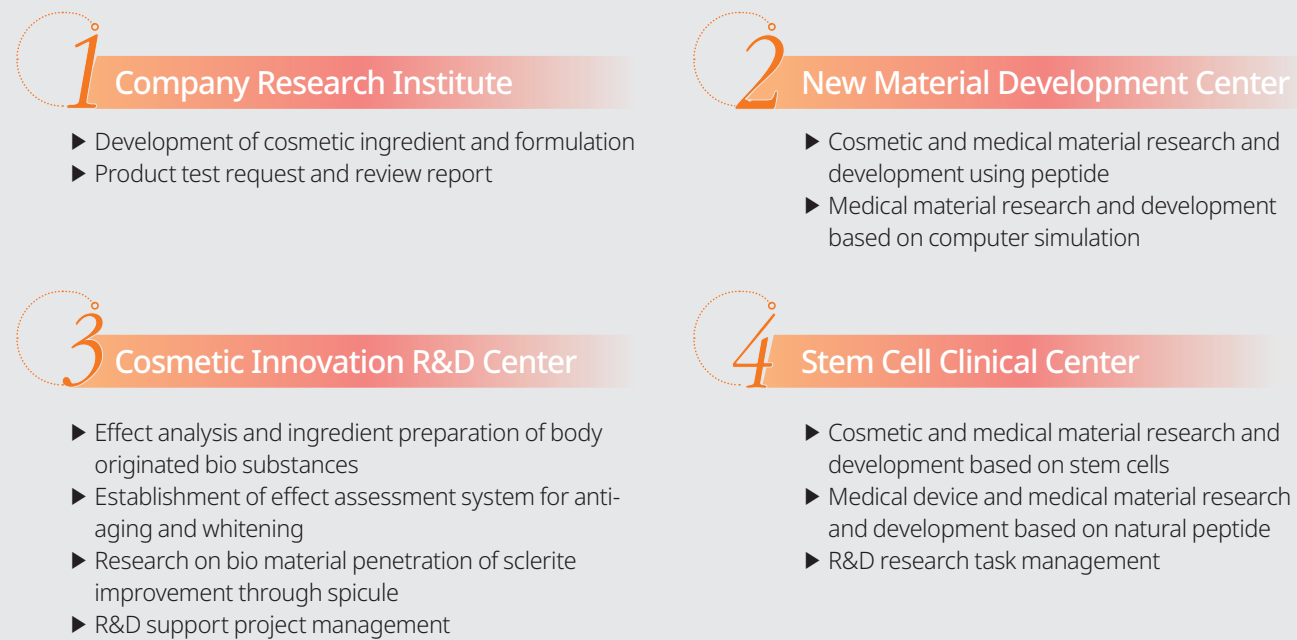 1 Company Research Institute
▶ Development of cosmetic ingredient and formulation
▶ Product test request and review report
2 New Material Development Center
▶ Cosmetic and medical material research and
development using peptide
▶ Medical material research and development
based on computer simulation
3 Cosmetic Innovation R&D Center
▶ Effect analysis and ingredient preparation of body
originated bio substances
▶ Establishment of effect assessment system for anti-
aging and whitening
▶ Research on bio material penetration of sclerite
improvement through spicule
▶ R&D support project management
4 Stem Cell Clinical Center
▶ Cosmetic and medical material research and
development based on stem cells
▶ Medical device and medical material research
and development based on natural peptide
▶ R&D research task management